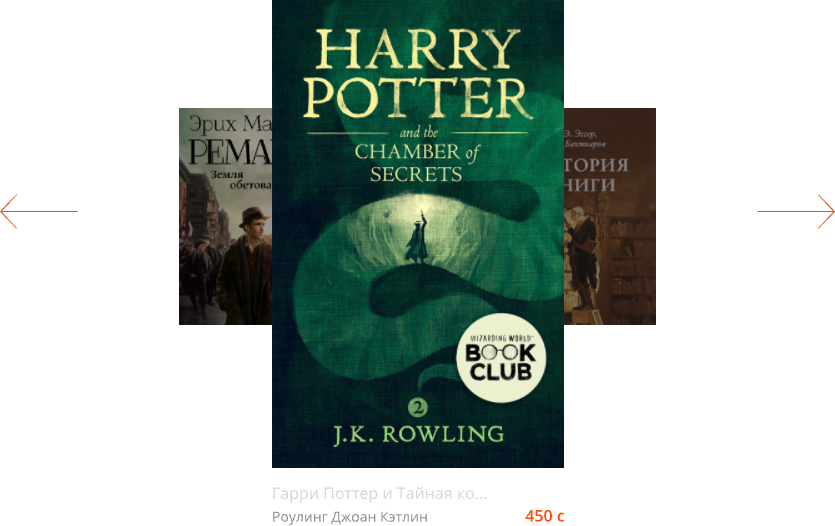 HARRY
POTTER
and the
CHAMBER of
SECRETS
WIZARDING WORLD
BOOK
CLUB
2
J.K. ROWLING
Эрих Ма
РЕМА
Земля
обетова
Э. Эггер,
Бахтиаров
ТОРИЯ
НИГИ
Гарри Поттер и Тайная ко...
Роулинг Джоан Кэтлин
450 с